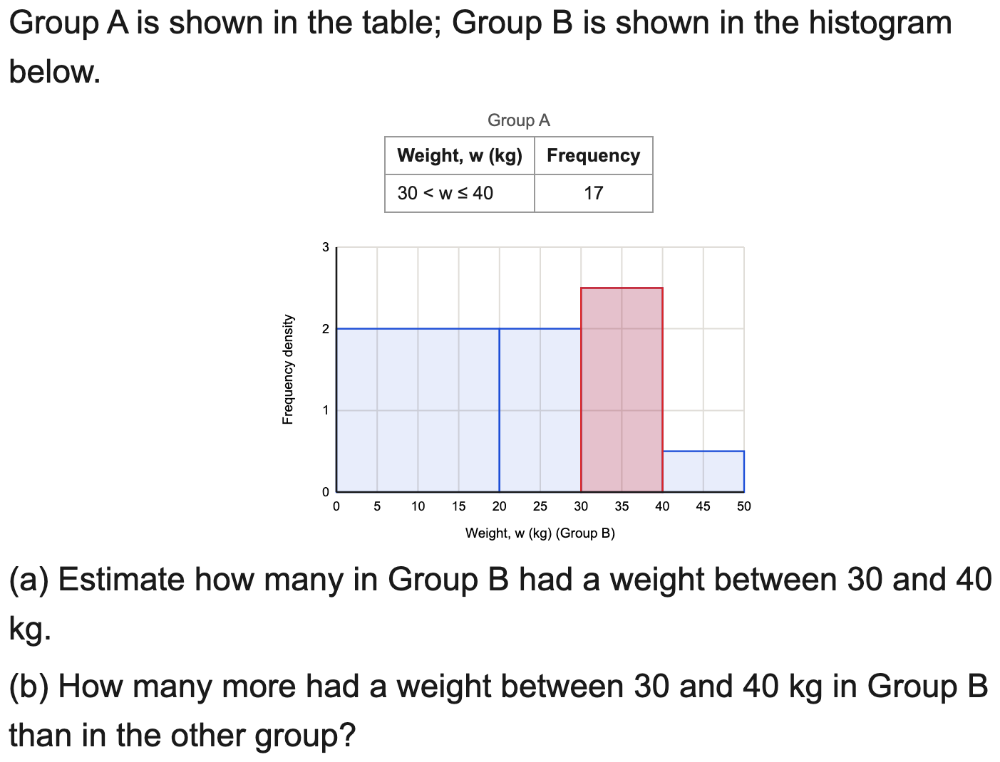 Group A is shown in the table; Group B is shown in the histogram
below.
Group A
Weight, w (kg) Frequency
30 < w ≤ 40 17
3
2
1
0
Frequency density
0 5 10 15 20 25 30 35 40 45 50
Weight, w (kg) (Group B)
(a) Estimate how many in Group B had a weight between 30 and 40
kg.
(b) How many more had a weight between 30 and 40 kg in Group B
than in the other group?